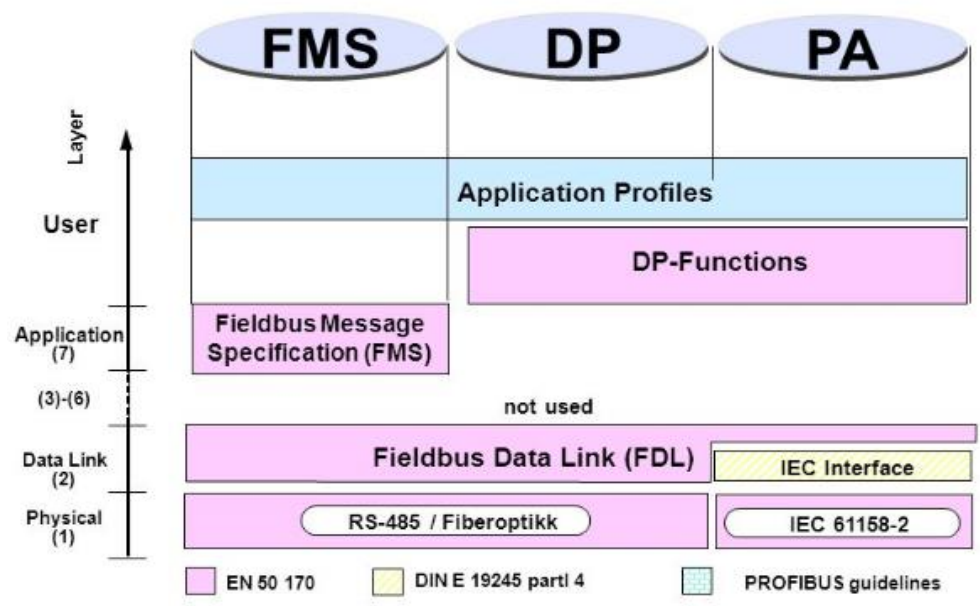 FMS
DP
PA
Layer
Application Profiles
User
DP-Functions
Application
(7)
Fieldbus Message
Specification (FMS)
(3)-(6)
not used
Data Link
(2)
Fieldbus Data Link (FDL)
IEC Interface
Physical
(1)
RS-485 / Fiberoptikk
IEC 61158-2
EN 50 170
DIN E 19245 partI 4
PROFIBUS guidelines